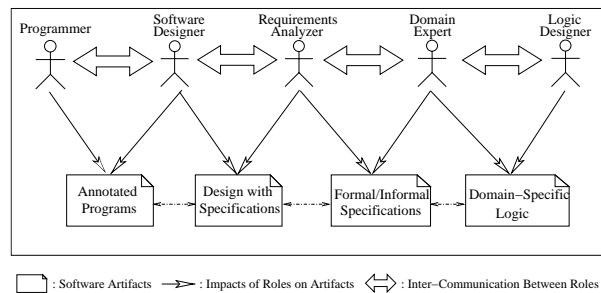 Programmer
Software
Designer
Requirements
Analyzer
Domain
Expert
Logic
Designer
Annotated
Programs
Design with
Specifications
Formal/Informal
Specifications
Domain−Specific
Logic
: Software Artifacts
: Impacts of Roles on Artifacts
: Inter−Communication Between Roles